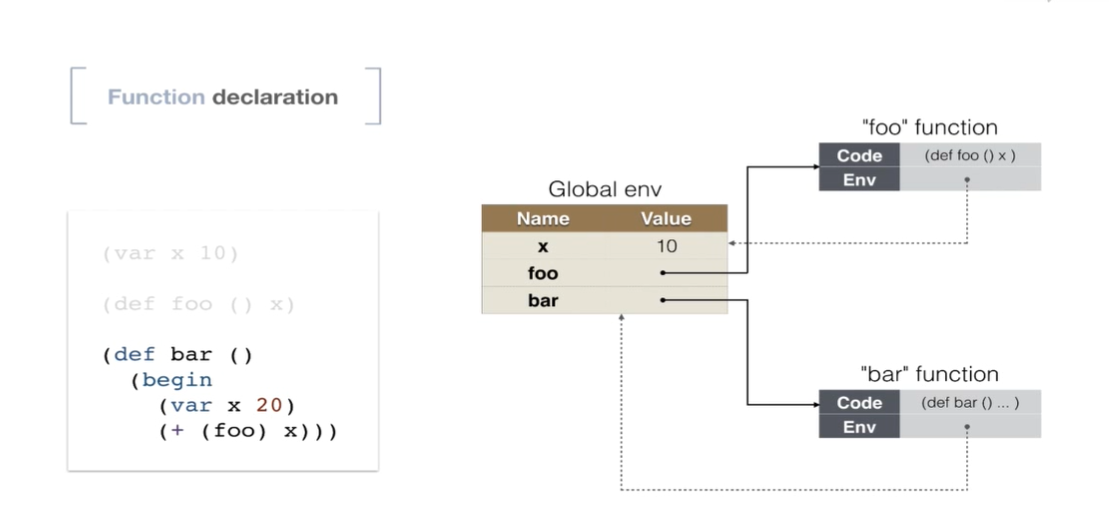 Function declaration
(var x 10)
(def foo () x)
(def bar ()
(begin
(var x 20)
(+ (foo) x)))
Global env
Name Value
x 10
foo
bar
"foo" function
Code (def foo () x )
Env
"bar" function
Code (def bar () ... )
Env